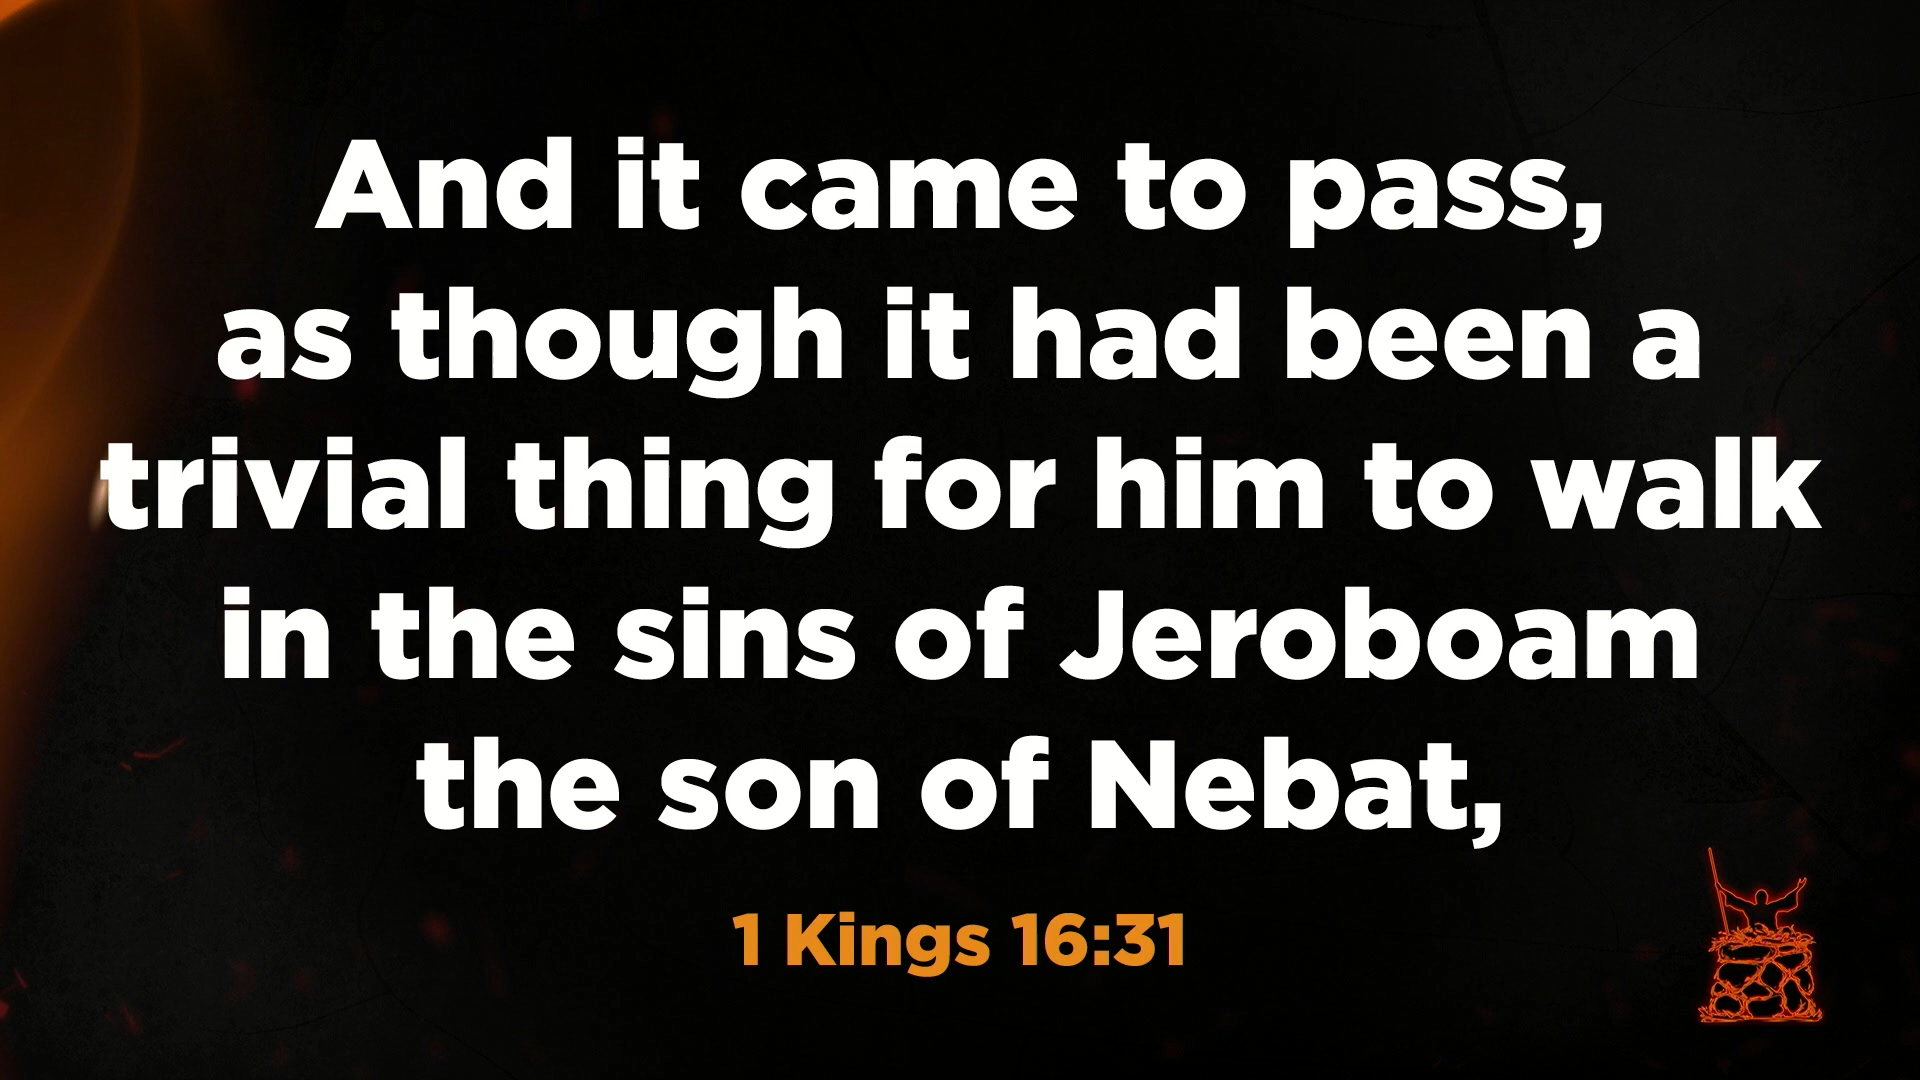 And it came to pass,
as though it had been a
trivial thing for him to walk
in the sins of Jeroboam
the son of Nebat,
1 Kings 16:31